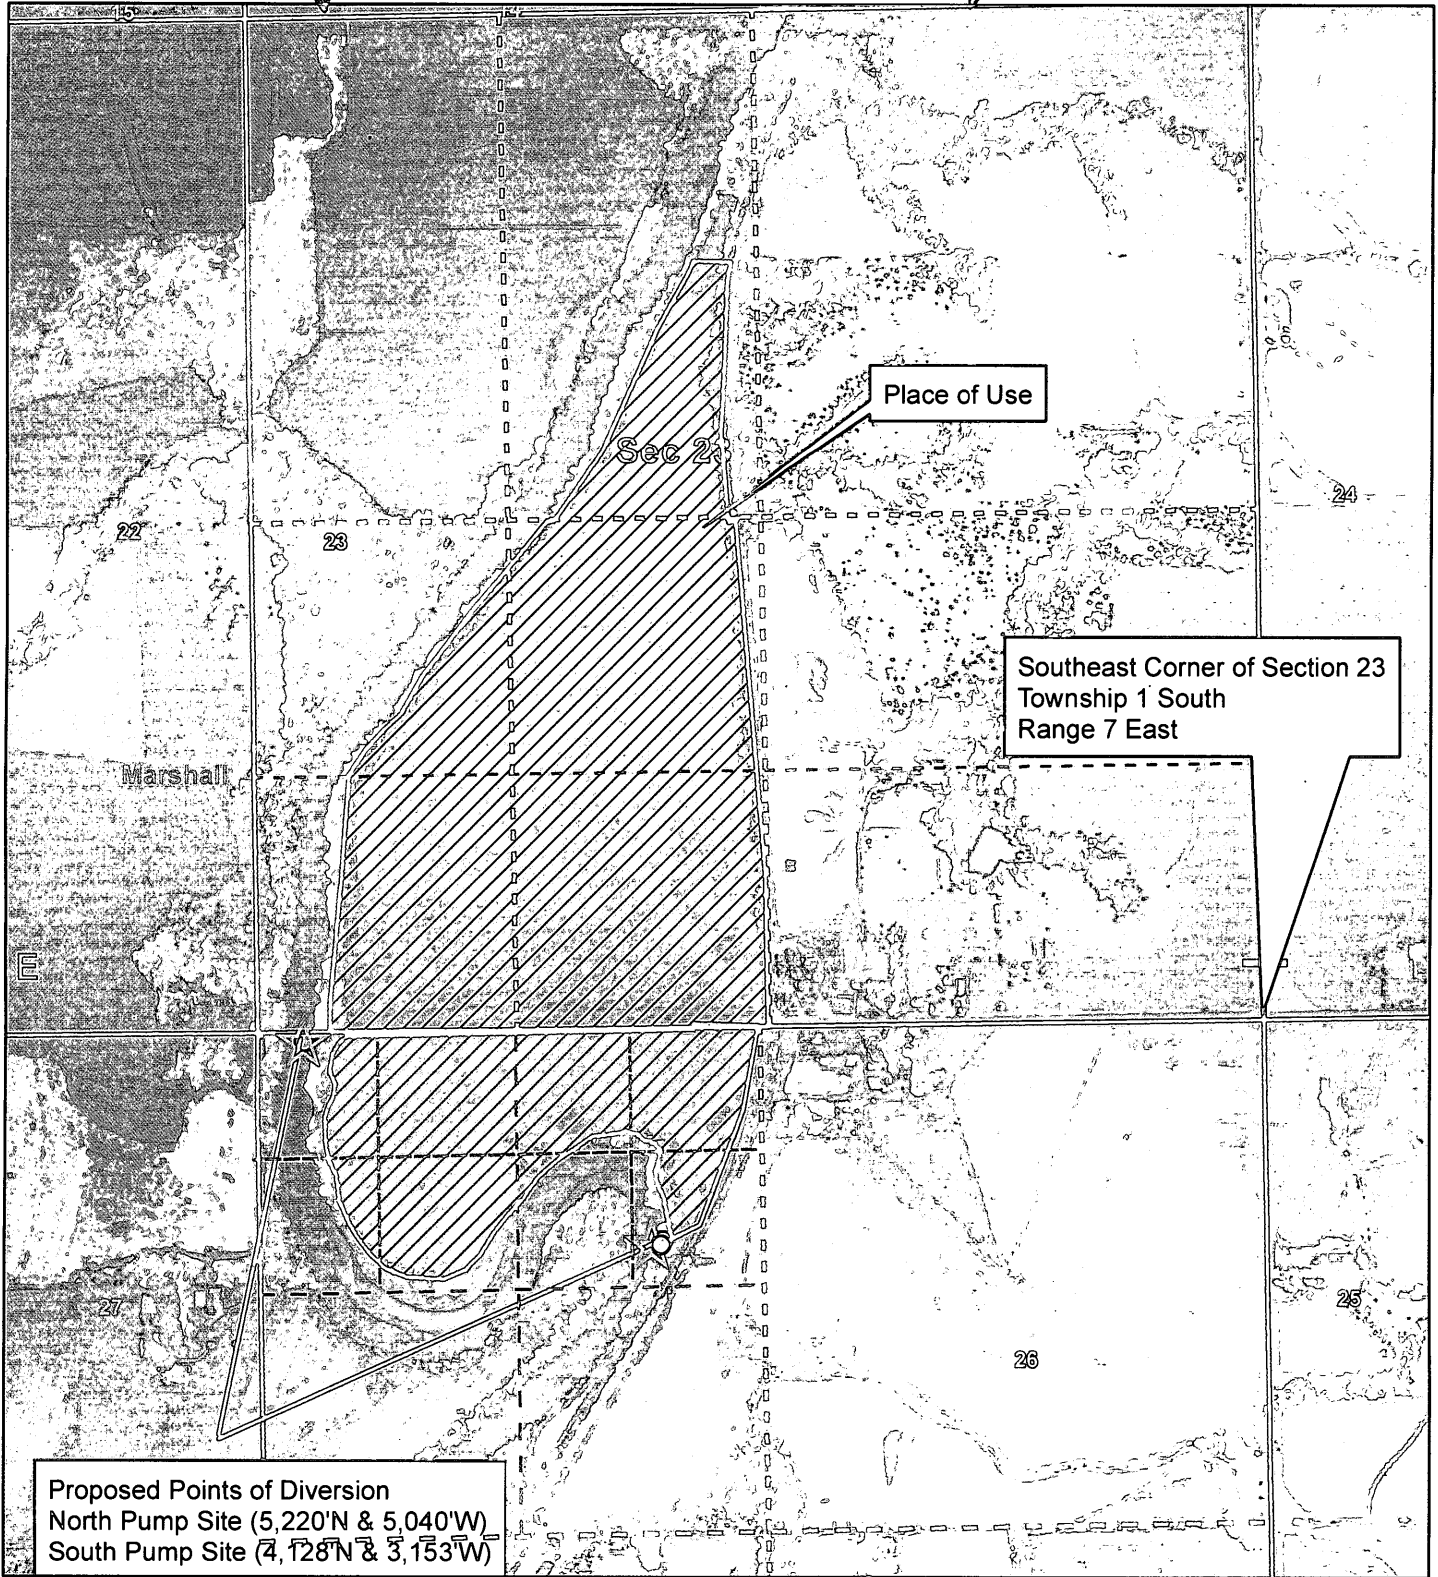 15
Place of Use
Sec 2
24
22
23
Southeast Corner of Section 23
Township 1 South
Range 7 East
Marshall
E
27
25
26
Proposed Points of Diversion
North Pump Site (5,220'N & 5,040'W)
South Pump Site (4,128'N & 3,153'W)